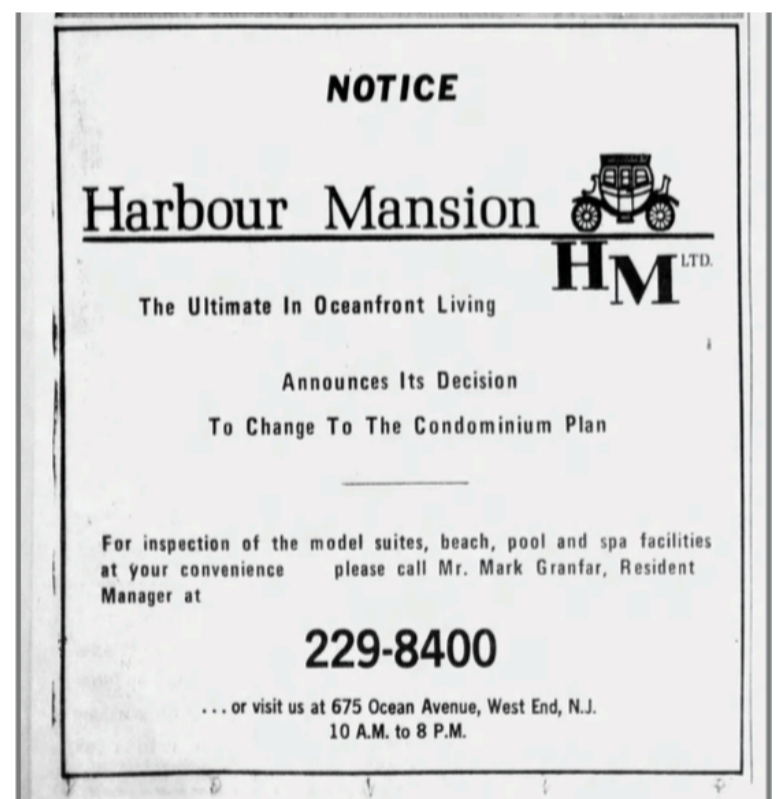 NOTICE
Harbour Mansion
HM LTD.
The Ultimate In Oceanfront Living
Announces Its Decision
To Change To The Condominium Plan
For inspection of the model suites, beach, pool and spa facilities
at your convenience please call Mr. Mark Granfar, Resident
Manager at
229-8400
... or visit us at 675 Ocean Avenue, West End, N.J.
10 A.M. to 8 P.M.